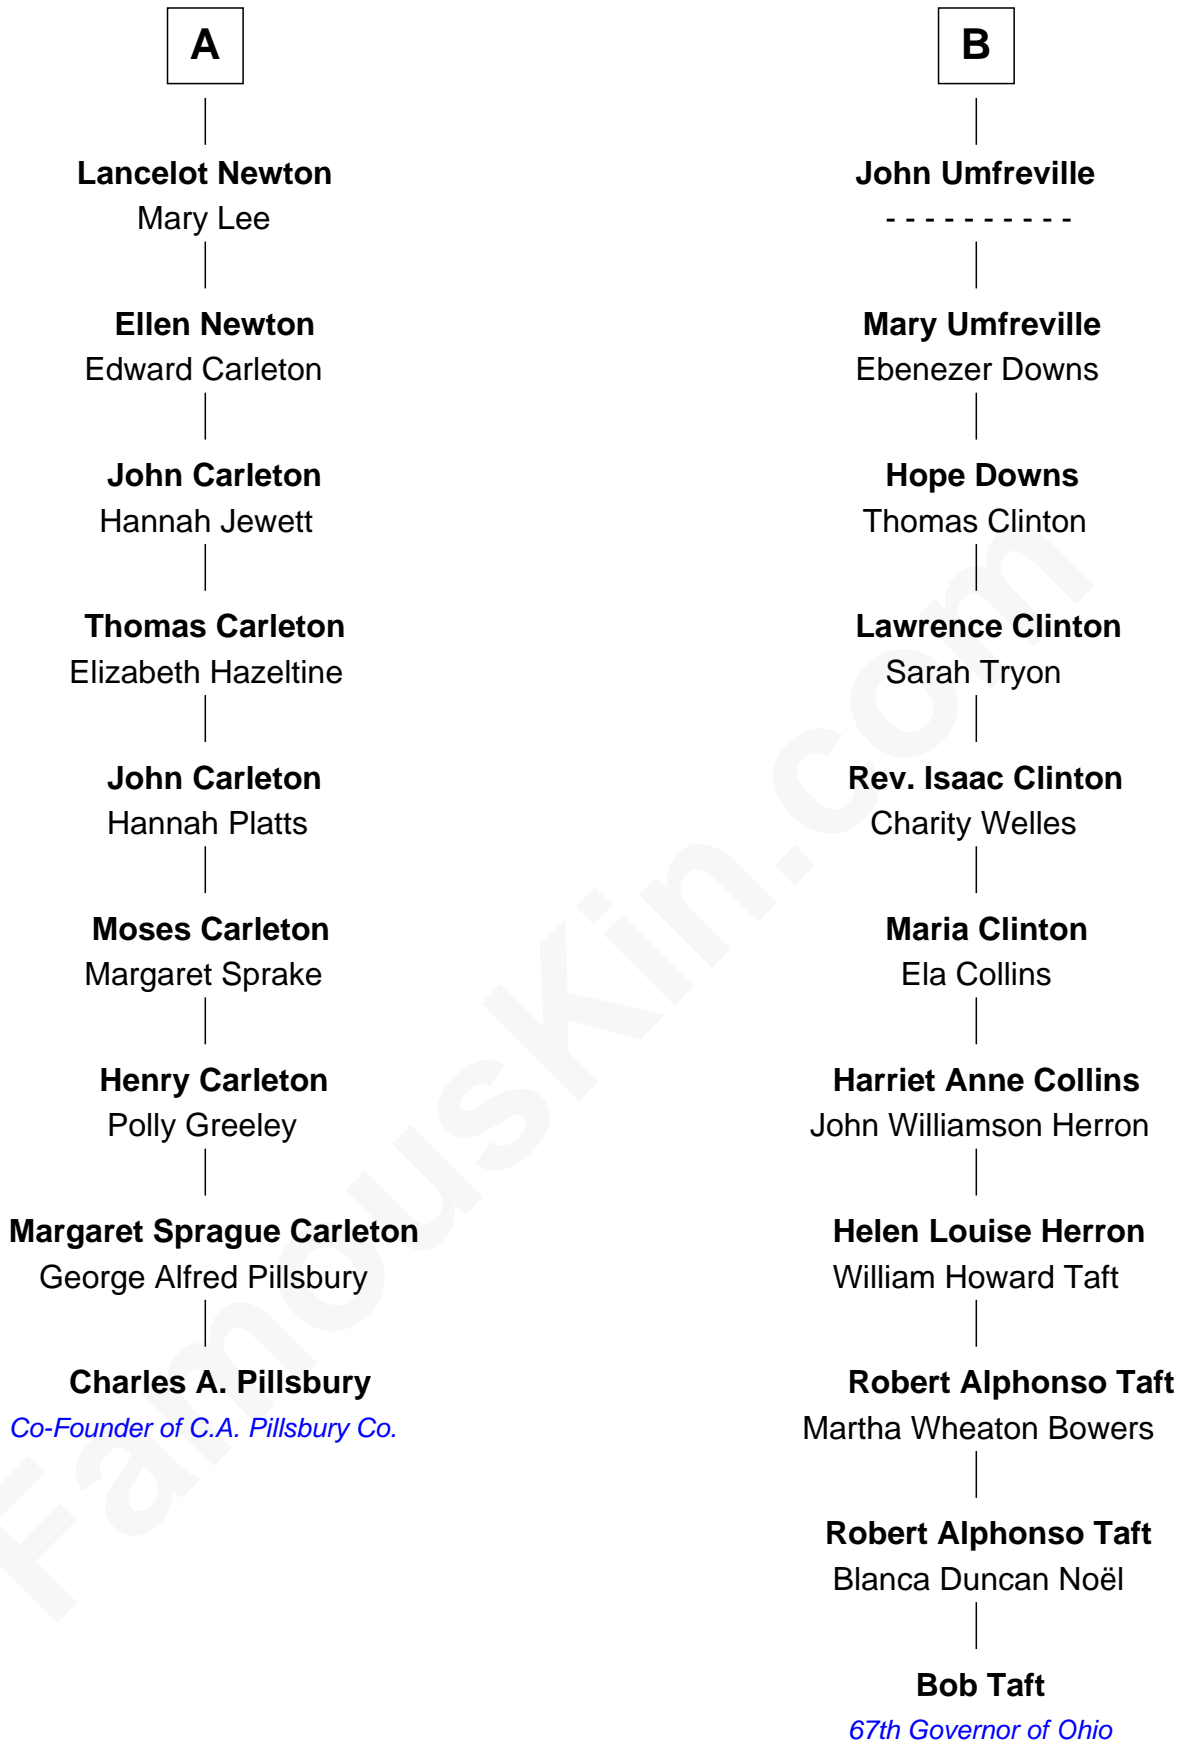 A
Lancelot Newton
Mary Lee
Ellen Newton
Edward Carleton
John Carleton
Hannah Jewett
Thomas Carleton
Elizabeth Hazeltine
John Carleton
Hannah Platts
Moses Carleton
Margaret Sprake
Henry Carleton
Polly Greeley
Margaret Sprague Carleton
George Alfred Pillsbury
Charles A. Pillsbury
Co-Founder of C.A. Pillsbury Co.
B
John Umfreville
- - - - - - - - - -
Mary Umfreville
Ebenezer Downs
Hope Downs
Thomas Clinton
Lawrence Clinton
Sarah Tryon
Rev. Isaac Clinton
Charity Welles
Maria Clinton
Ela Collins
Harriet Anne Collins
John Williamson Herron
Helen Louise Herron
William Howard Taft
Robert Alphonso Taft
Martha Wheaton Bowers
Robert Alphonso Taft
Blanca Duncan Noël
Bob Taft
67th Governor of Ohio
FamousKin.com